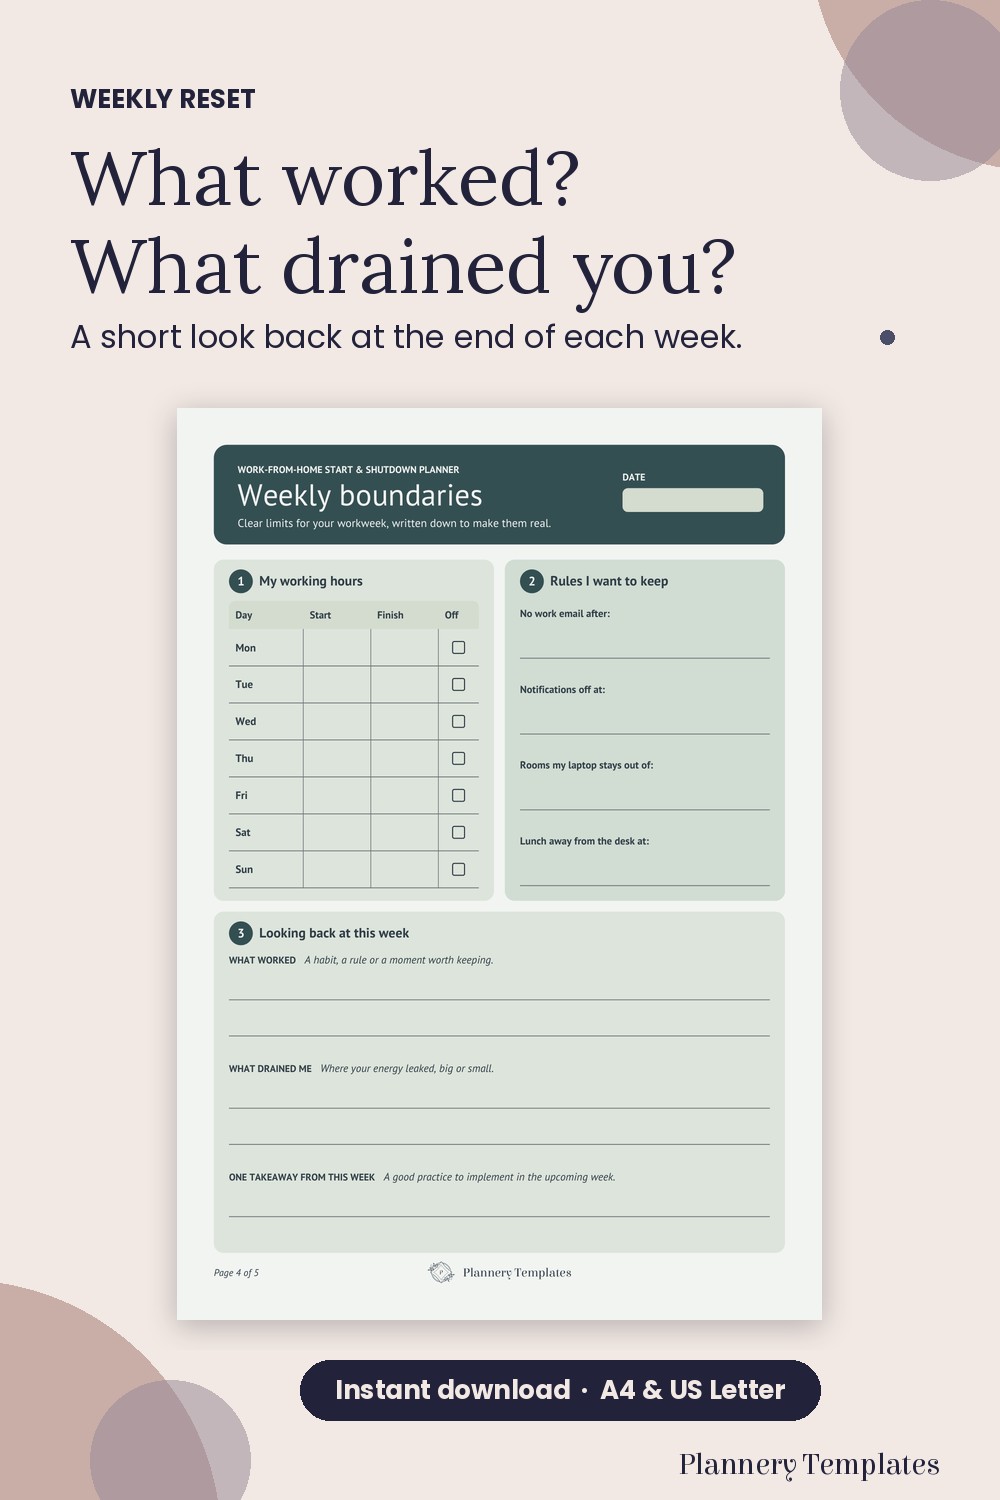 WEEKLY RESET
What worked?
What drained you?
A short look back at the end of each week.
WORK-FROM-HOME START & SHUTDOWN PLANNER
Weekly boundaries
Clear limits for your workweek, written down to make them real.
DATE
1 My working hours
Day Start Finish Off
Mon
Tue
Wed
Thu
Fri
Sat
Sun
2 Rules I want to keep
No work email after:
Notifications off at:
Rooms my laptop stays out of:
Lunch away from the desk at:
3 Looking back at this week
WHAT WORKED A habit, a rule or a moment worth keeping.
WHAT DRAINED ME Where your energy leaked, big or small.
ONE TAKEAWAY FROM THIS WEEK A good practice to implement in the upcoming week.
Page 4 of 5
P
Plannery Templates
Instant download · A4 & US Letter
Plannery Templates